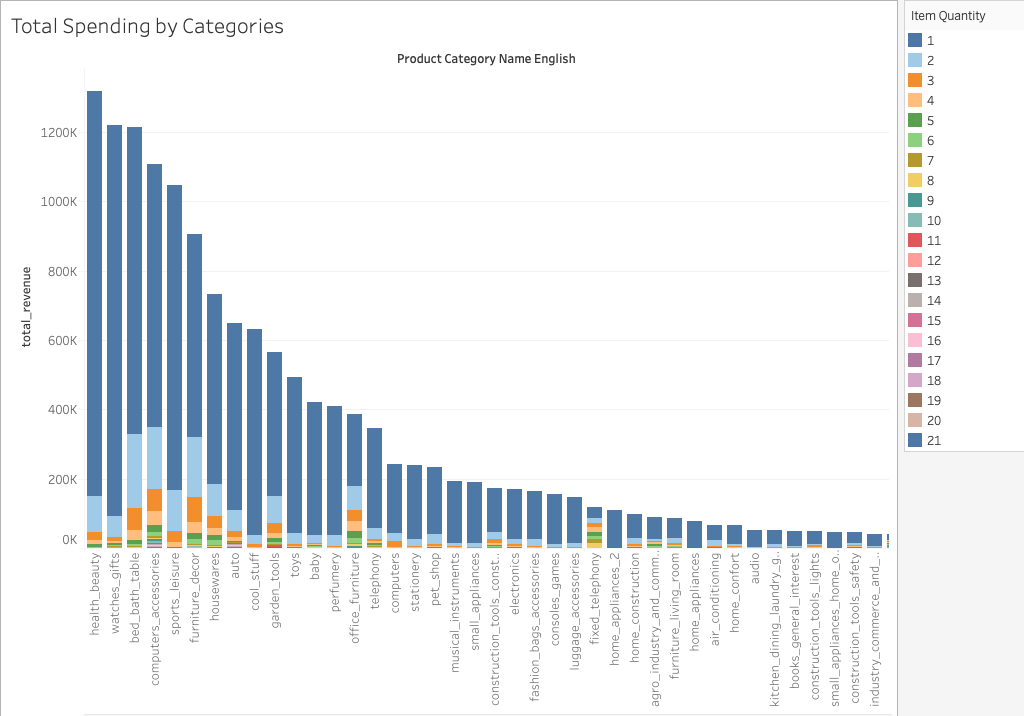 Total Spending by Categories
Product Category Name English
total_revenue
1200K
1000K
800K
600K
400K
200K
0K
health_beauty
watches_gifts
bed_bath_table
computers_accessories
sports_leisure
furniture_decor
housewares
auto
cool_stuff
garden_tools
toys
baby
perfumery
office_furniture
telephony
computers
stationery
pet_shop
musical_instruments
small_appliances
construction_tools_const...
electronics
fashion_bags_accessories
consoles_games
luggage_accessories
fixed_telephony
home_appliances_2
home_construction
agro_industry_and_comm...
furniture_living_room
home_appliances
air_conditioning
home_confort
audio
kitchen_dining_laundry_g...
books_general_interest
construction_tools_lights
small_appliances_home_o...
construction_tools_safety
industry_commerce_and_...
Item Quantity
1
2
3
4
5
6
7
8
9
10
11
12
13
14
15
16
17
18
19
20
21